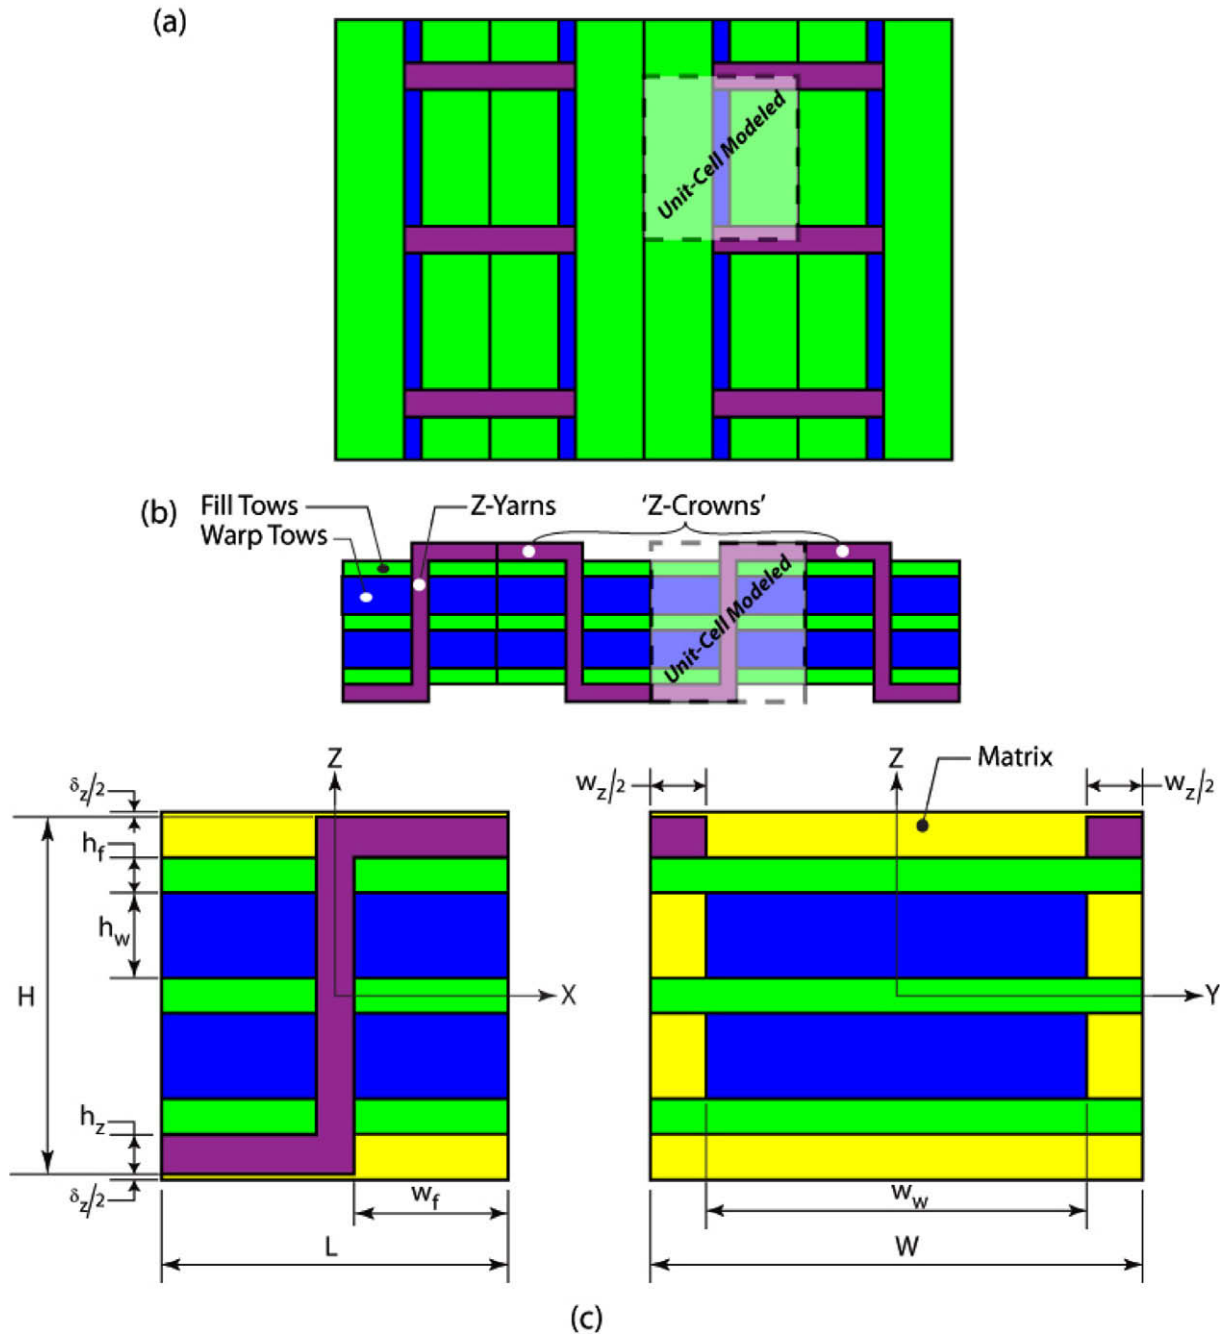 (a)
Unit-Cell Modeled
(b)
Fill Tows
Z-Yarns
'Z-Crowns'
Warp Tows
Unit-Cell Modeled
Z
Z
Matrix
δz/2
wz/2
wz/2
hf
hw
H
X
Y
hz
δz/2
wf
ww
L
W
(c)